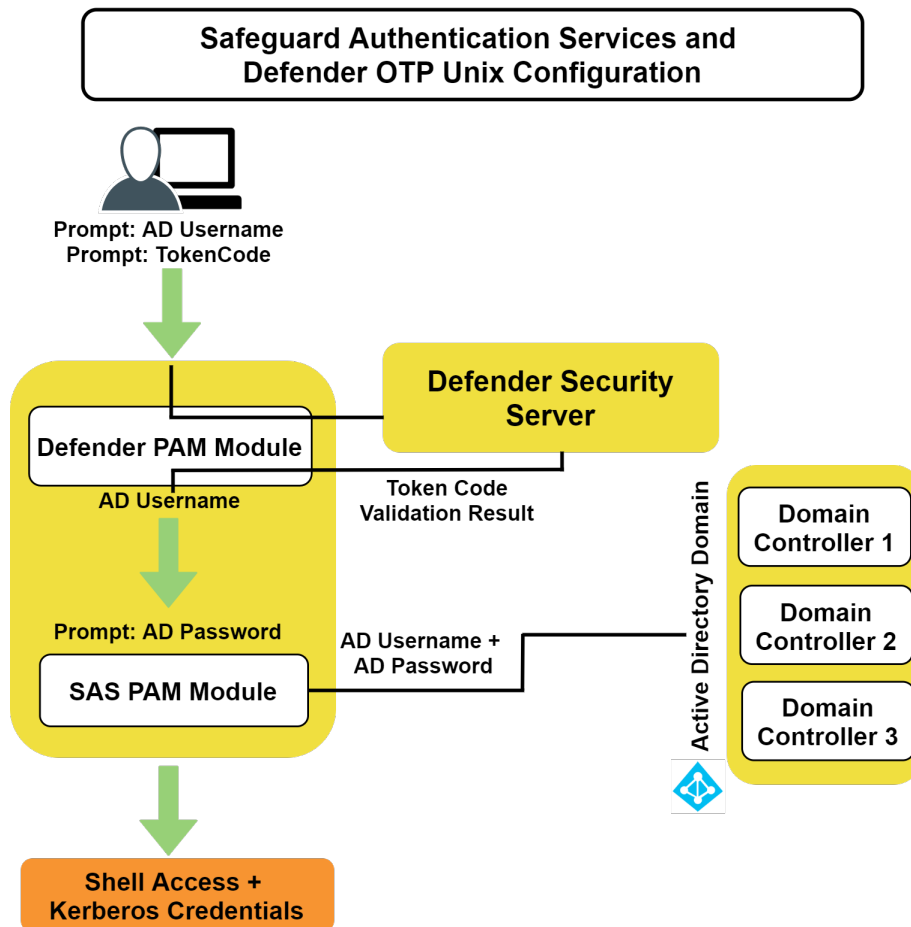 Safeguard Authentication Services and
Defender OTP Unix Configuration
Prompt: AD Username
Prompt: TokenCode
Defender Security
Server
Defender PAM Module
AD Username
Token Code
Validation Result
Prompt: AD Password
SAS PAM Module
AD Username +
AD Password
Active Directory Domain
Domain
Controller 1
Domain
Controller 2
Domain
Controller 3
Shell Access +
Kerberos Credentials